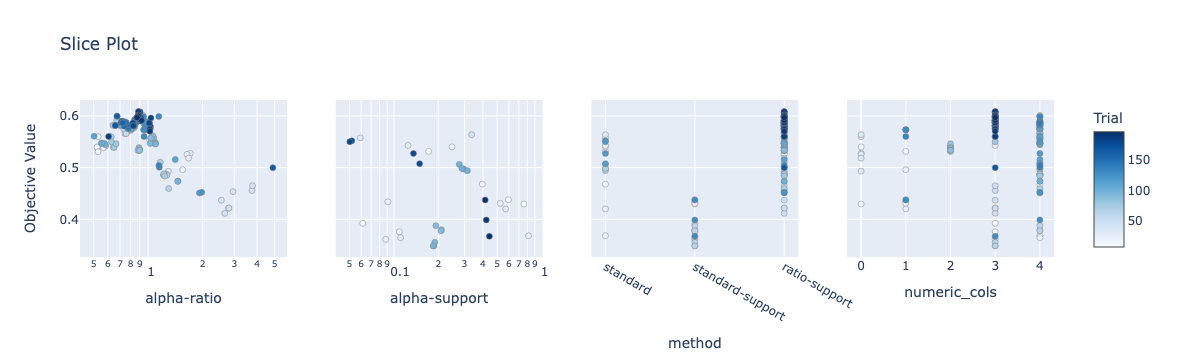 Slice Plot
Objective Value
0.6
0.5
0.4
5 6 7 8 9 1 2 3 4 5
alpha-ratio
5 6 7 8 9 0.1 2 3 4 5 6 7 8 9 1
alpha-support
standard standard-support ratio-support
method
0 1 2 3 4
numeric_cols
Trial
150
100
50